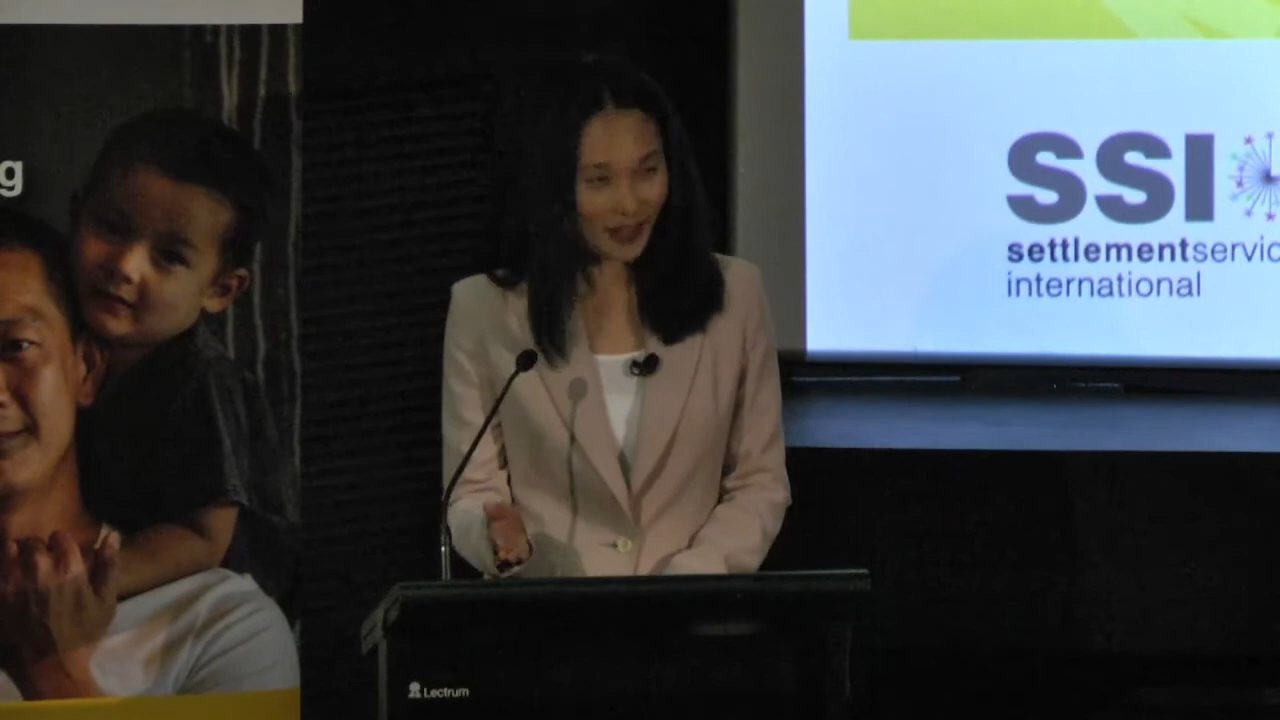 g
SSI
settlementservic
international
Lectrum